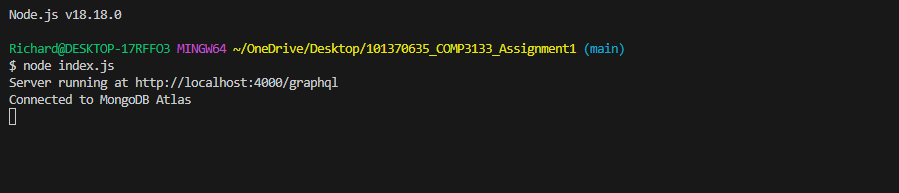 Node.js v18.18.0
Richard@DESKTOP-17RFFO3 MINGW64 ~/OneDrive/Desktop/101370635_COMP3133_Assignment1 (main)
$ node index.js
Server running at http://localhost:4000/graphql
Connected to MongoDB Atlas